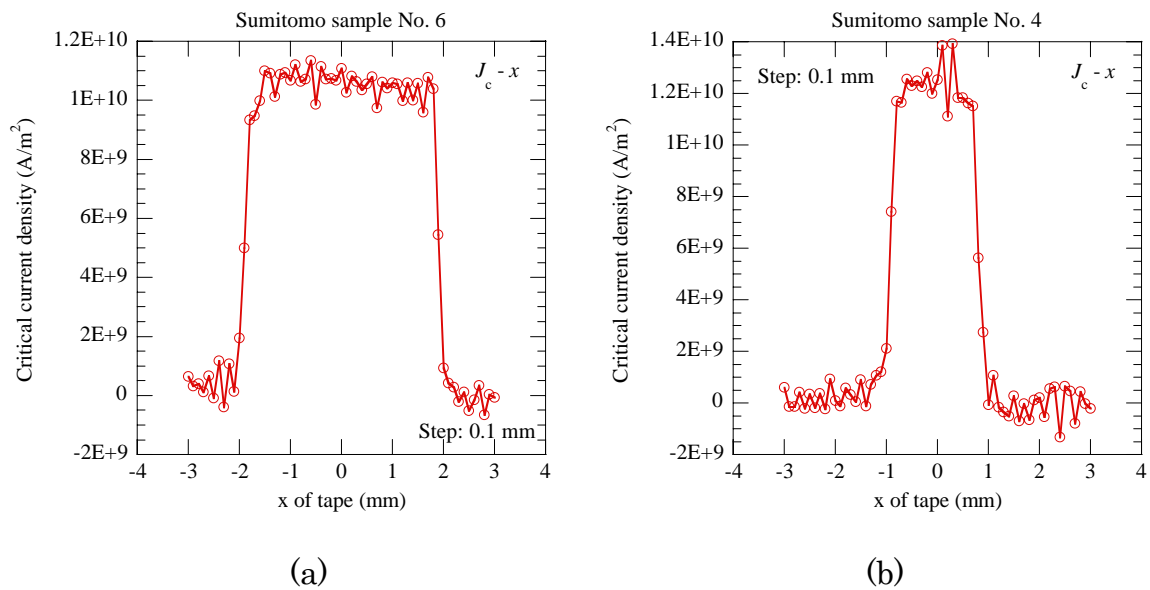 Sumitomo sample No. 6
1.2E+10
1E+10
8E+9
6E+9
4E+9
2E+9
0
-2E+9
Critical current density (A/m²)
J_c - x
Step: 0.1 mm
-4 -3 -2 -1 0 1 2 3 4
x of tape (mm)
(a)
Sumitomo sample No. 4
1.4E+10
1.2E+10
1E+10
8E+9
6E+9
4E+9
2E+9
0
-2E+9
Critical current density (A/m²)
Step: 0.1 mm
J_c - x
-4 -3 -2 -1 0 1 2 3 4
x of tape (mm)
(b)